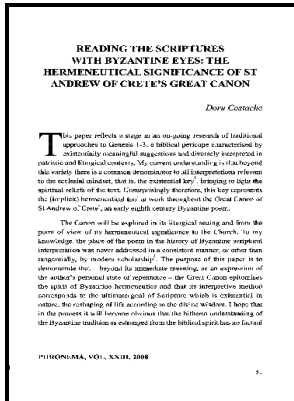 READING THE SCRIPTURES
WITH BYZANTINE EYES: THE
HERMENEUTICAL SIGNIFICANCE OF ST
ANDREW OF CRETE'S GREAT CANON
Doru Costache
This paper reflects a stage in an on-going research of traditional
approaches to Genesis 1-3, a biblical pericope characterised by
existentially meaningful suggestions and diversely interpreted in
patristic and liturgical contexts. My current understanding is that beyond
this variety there is a common denominator to all interpretations relevant
to the ecclesial mindset, that is, the existential key, bringing to light the
spiritual reliefs of the text. Unsurprisingly therefore, this key represents
the (implicit) hermeneutical tool at work throughout the Great Canon of
St Andrew of Crete, an early eighth century Byzantine poem.
The Canon will be explored in its liturgical setting and from the
point of view of its hermeneutical significance to the Church. To my
knowledge, the place of the poem in the history of Byzantine scriptural
interpretation was never addressed in a consistent manner, or other than
tangentially, by modern scholarship. The purpose of this paper is to
demonstrate that beyond its immediate meaning, as an expression of
the author's personal state of repentance – the Great Canon epitomises
the spirit of Byzantine hermeneutics and that its interpretive method
corresponds to the ultimate goal of Scripture which is existential in
nature, the reshaping of life according to the divine wisdom. I hope that
in the process it will become obvious that the hitherto understanding of
the Byzantine tradition as estranged from the biblical spirit has no factual
PHRONEMA, VOL. XXIII, 2008